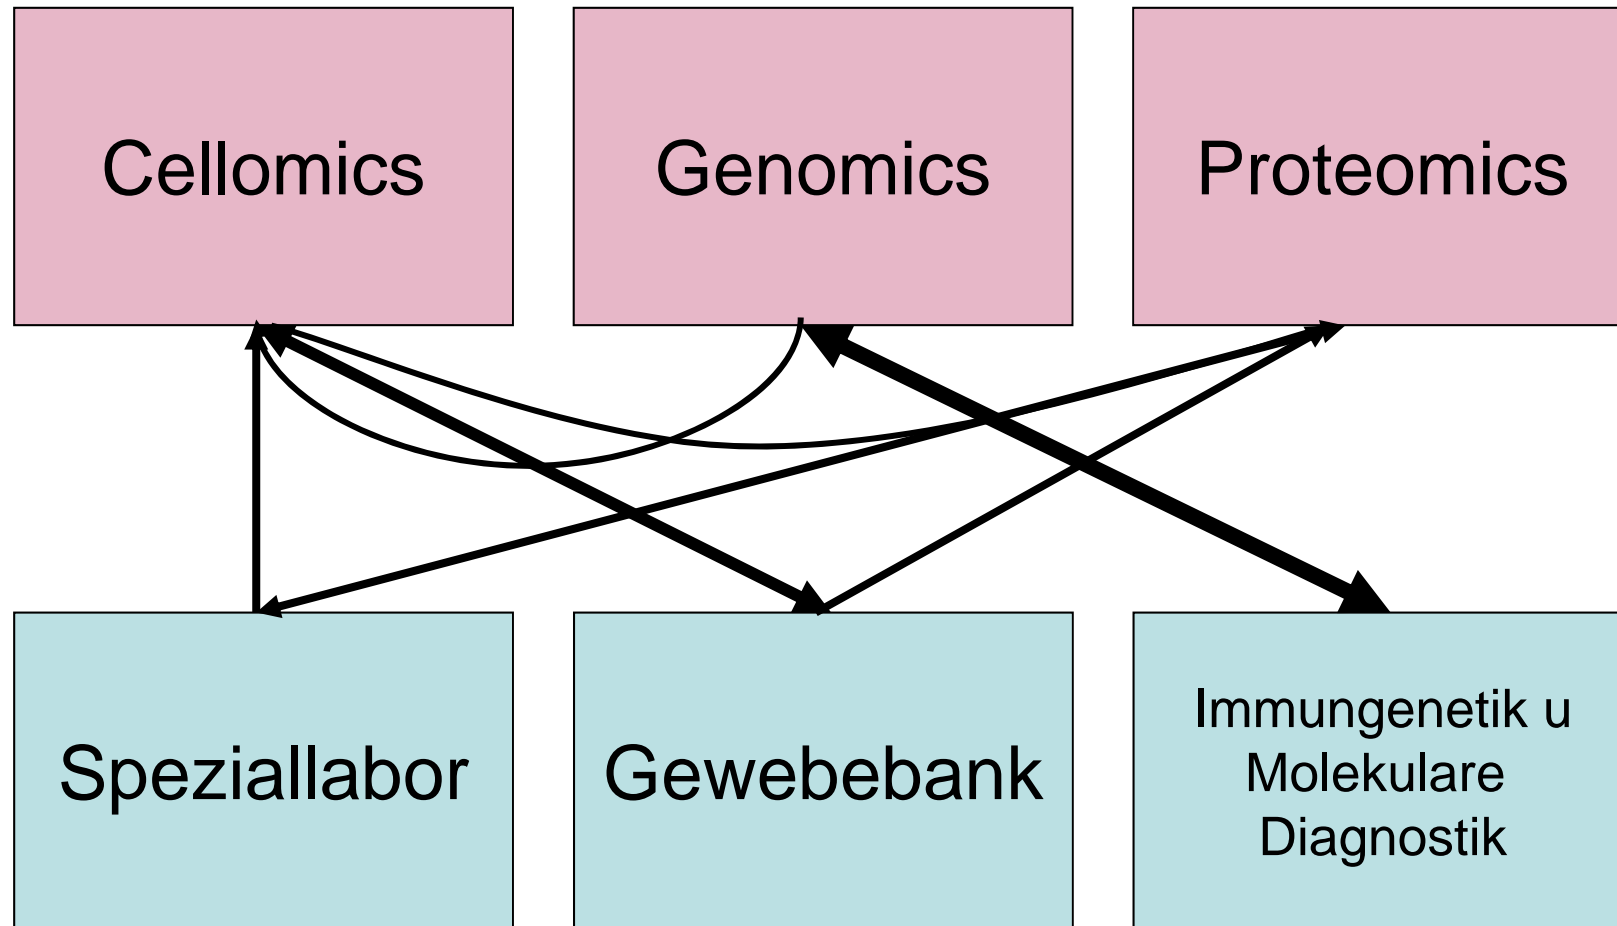 Cellomics
Genomics
Proteomics
Speziallabor
Gewebebank
Immungenetik u
Molekulare
Diagnostik